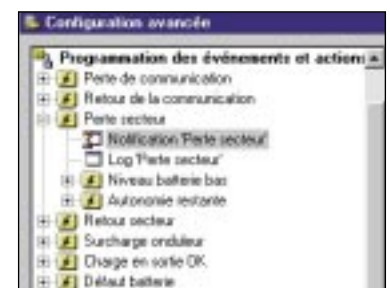 Configuration avancée
Programmation des événements et actions
Perte de communication
Retour de la communication
Perte secteur
Notification 'Perte secteur'
Log 'Perte secteur'
Niveau batterie bas
Autonomie restante
Retour secteur
Surcharge onduleur
Charge en sortie OK
Défaut batterie